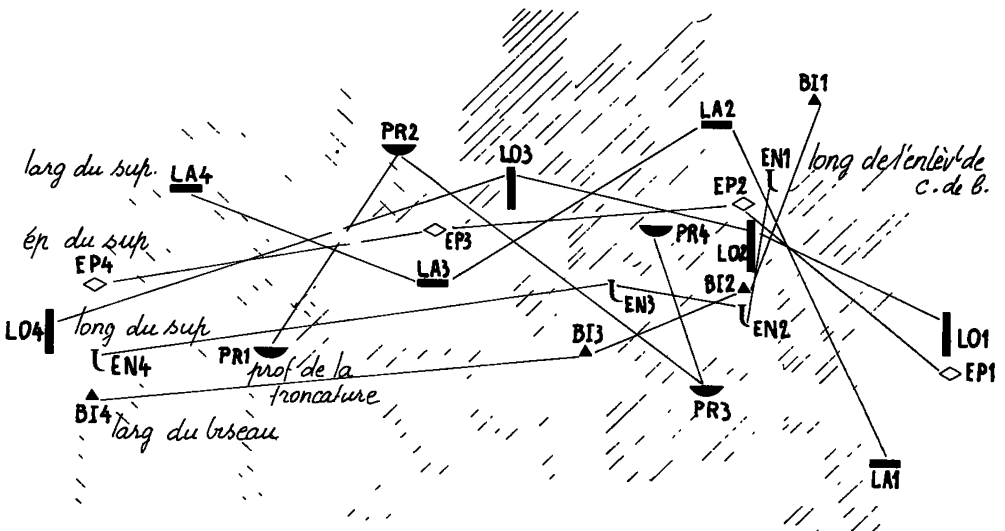 BI1
LA2
PR2
LO3
EN1
long de l'enlèvt de
c. de b.
larg du sup.
LA4
EP2
ép du sup
EP3
PR4
LO2
EP4
LA3
BI2
EN3
LO4
long du sup
EN2
LO1
EN4
PR1
BI3
prof de la
troncature
EP1
BI4
larg du biseau
PR3
LA1